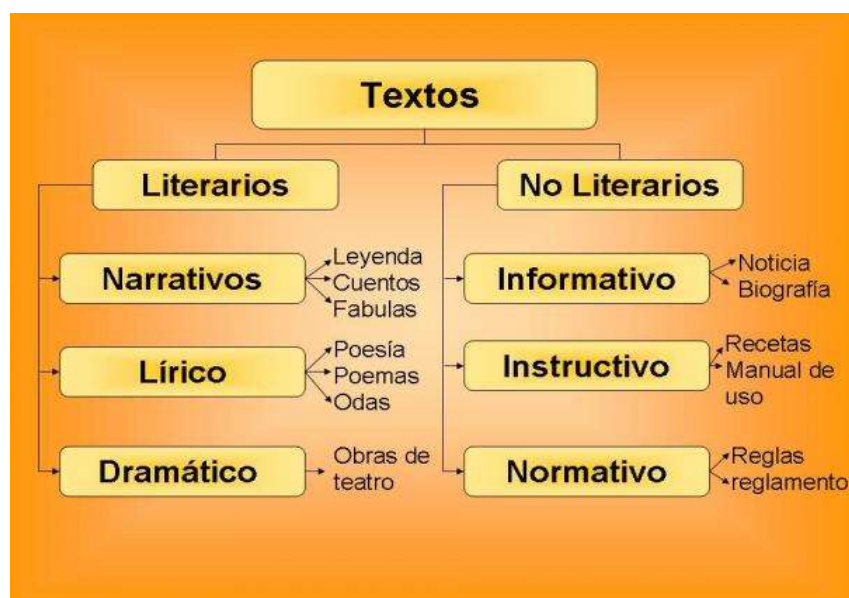 Textos
Literarios
No Literarios
Narrativos
Leyenda
Cuentos
Fabulas
Lírico
Poesía
Poemas
Odas
Dramático
Obras de
teatro
Informativo
Noticia
Biografía
Instructivo
Recetas
Manual de
uso
Normativo
Reglas
reglamento